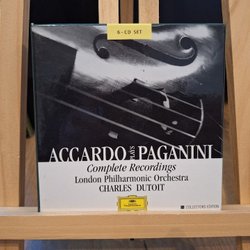 6-CD SET
ACCARDO PLAYS PAGANINI
Complete Recordings
London Philharmonic Orchestra
CHARLES DUTOIT
COLLECTORS EDITION